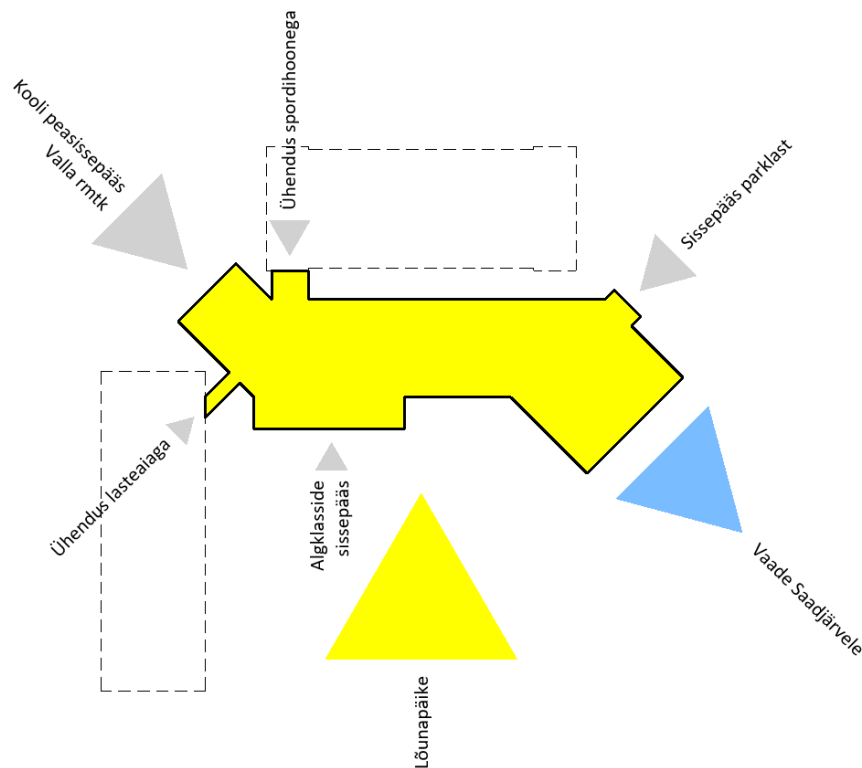 Kooli peasissepääs
Valla rmtk
Ühendus spordihoonega
Sissepääs parklast
Ühendus lasteaiaga
Algklasside
sissepääs
Lõunapäike
Vaade Saadjärvele